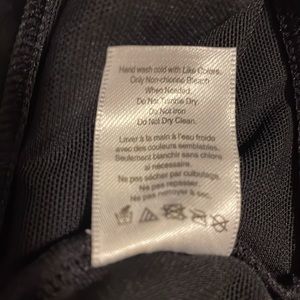 Hand wash cold with Like Colors.
Only Non-chlorine Bleach
When Needed.
Do Not Tumble Dry.
Do Not Iron
Do Not Dry Clean.
Laver à la main à l'eau froide
avec des couleurs semblables.
Seulement blanchir sans chlore
si nécessaire.
Ne pas sécher par culbutage.
Ne pas repasser.
Ne pas nettoyer à sec.